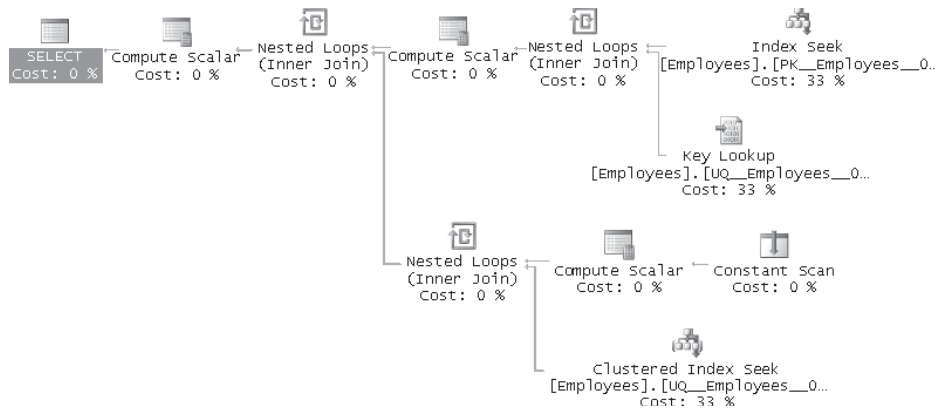 SELECT
Cost: 0 %
Compute Scalar
Cost: 0 %
Nested Loops
(Inner Join)
Cost: 0 %
Compute Scalar
Cost: 0 %
Nested Loops
(Inner Join)
Cost: 0 %
Index Seek
[Employees].[PK__Employees__0…
Cost: 33 %
Key Lookup
[Employees].[UQ__Employees__0…
Cost: 33 %
Nested Loops
(Inner Join)
Cost: 0 %
Compute Scalar
Cost: 0 %
Constant Scan
Cost: 0 %
Clustered Index Seek
[Employees].[UQ__Employees__0…
Cost: 33 %